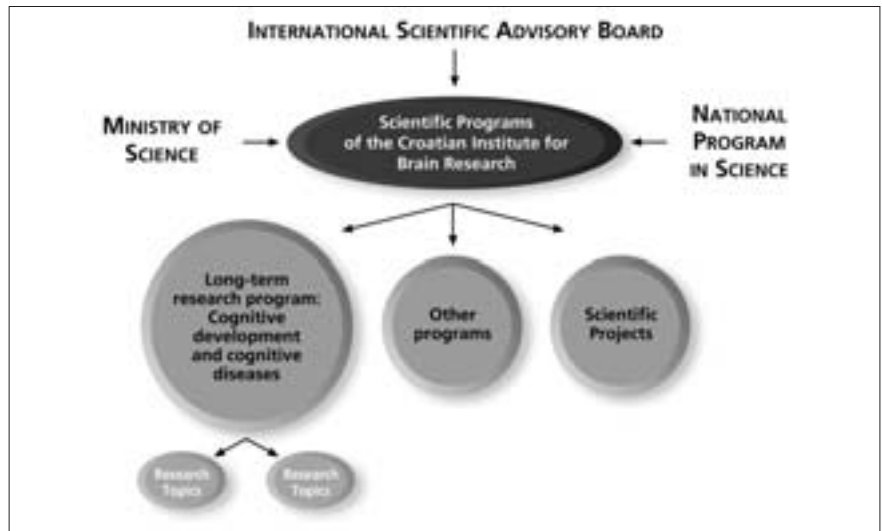 INTERNATIONAL SCIENTIFIC ADVISORY BOARD
MINISTRY OF
SCIENCE
Scientific Programs
of the Croatian Institute for
Brain Research
NATIONAL
PROGRAM
IN SCIENCE
Long-term
research program:
Cognitive
development
and cognitive
diseases
Other
programs
Scientific
Projects
Research
Topics
Research
Topics